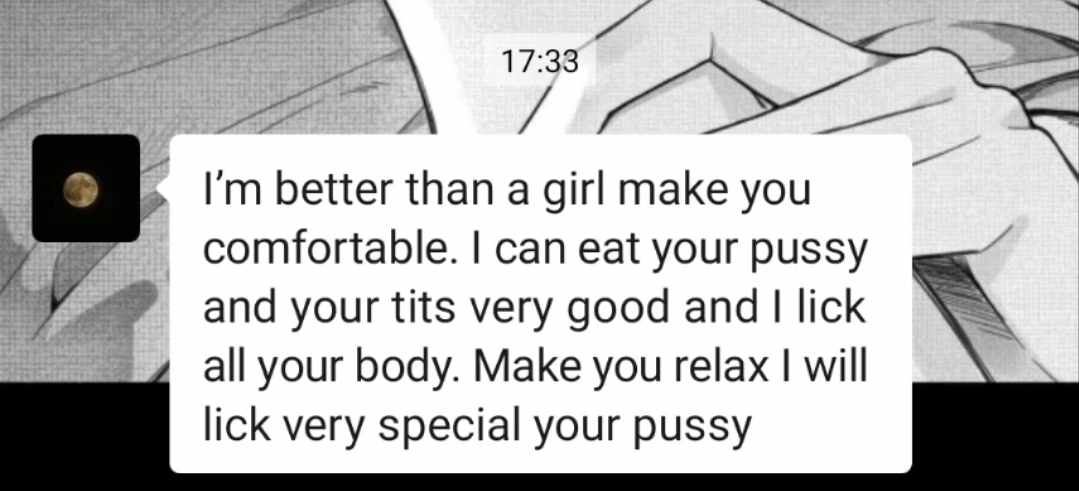 17:33
I'm better than a girl make you
comfortable. I can eat your pussy
and your tits very good and I lick
all your body. Make you relax I will
lick very special your pussy